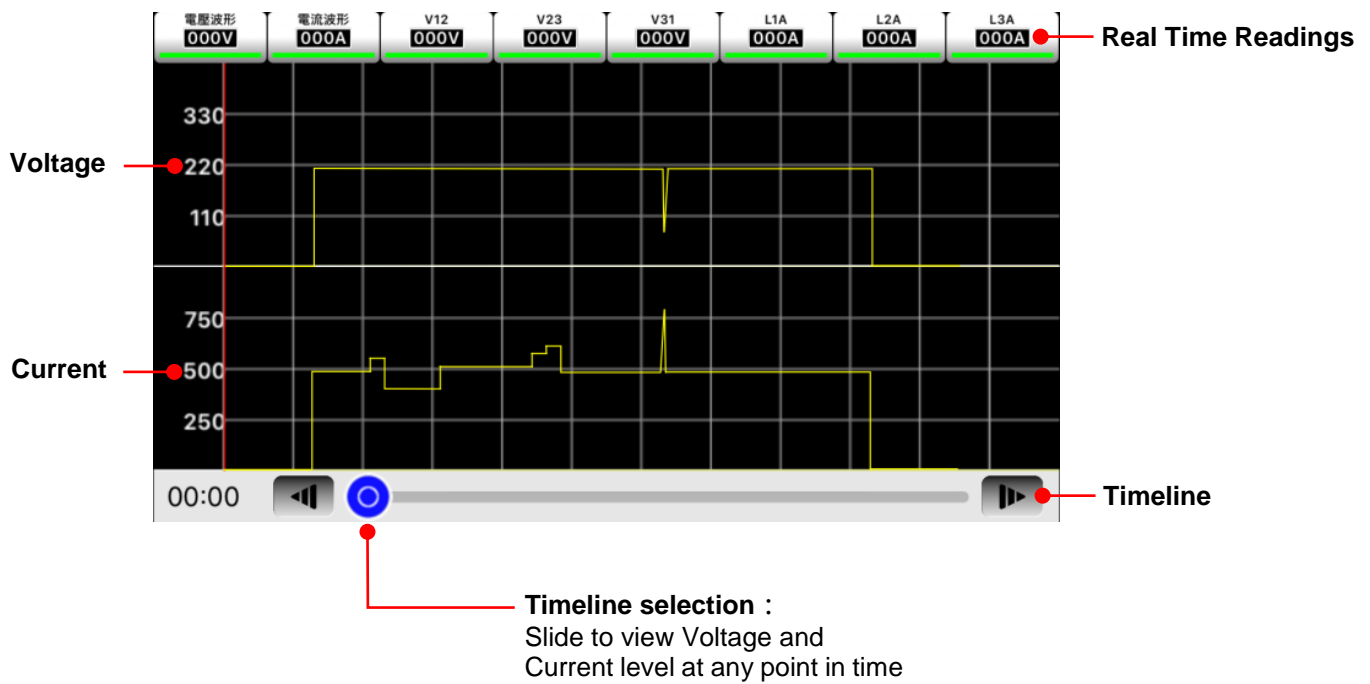 電壓波形 電流波形 V12 V23 V31 L1A L2A L3A
000V 000A 000V 000V 000V 000A 000A 000A
Real Time Readings
330
Voltage
220
110
750
Current
500
250
00:00
Timeline
Timeline selection：
Slide to view Voltage and
Current level at any point in time